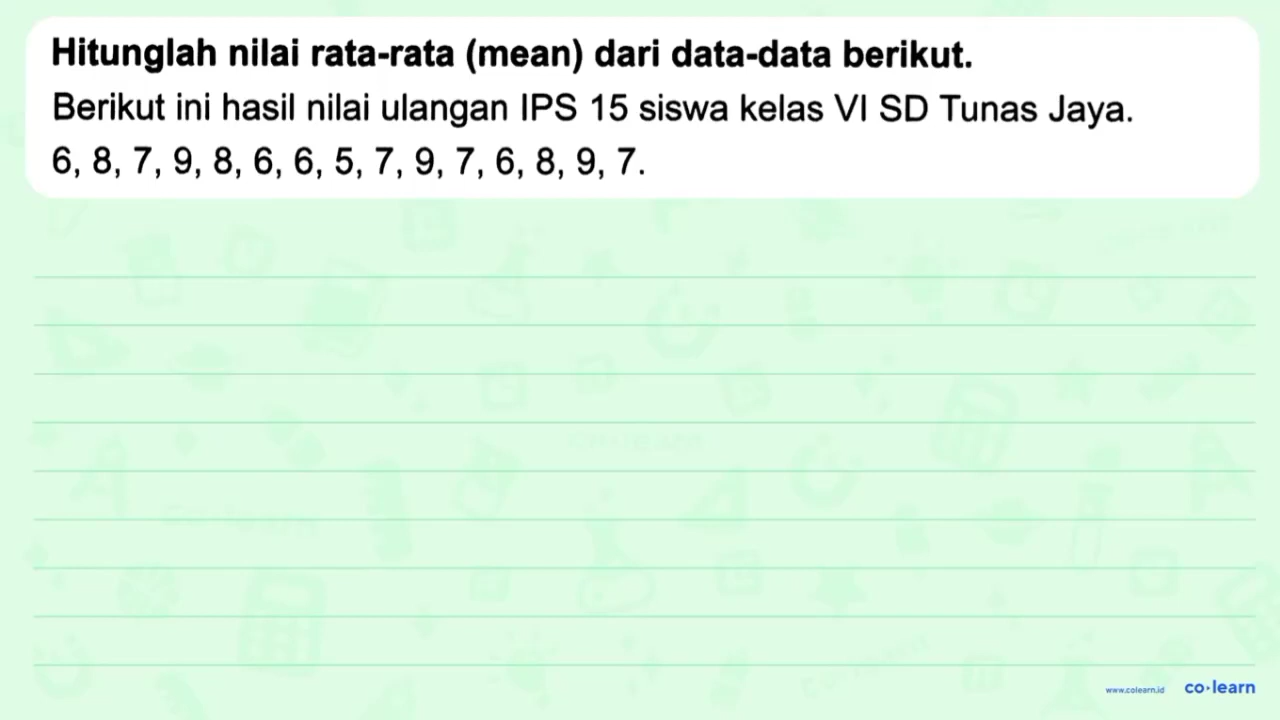 Hitunglah nilai rata-rata (mean) dari data-data berikut.
Berikut ini hasil nilai ulangan IPS 15 siswa kelas VI SD Tunas Jaya.
6, 8, 7, 9, 8, 6, 6, 5, 7, 9, 7, 6, 8, 9, 7.
www.colearn.id co·learn